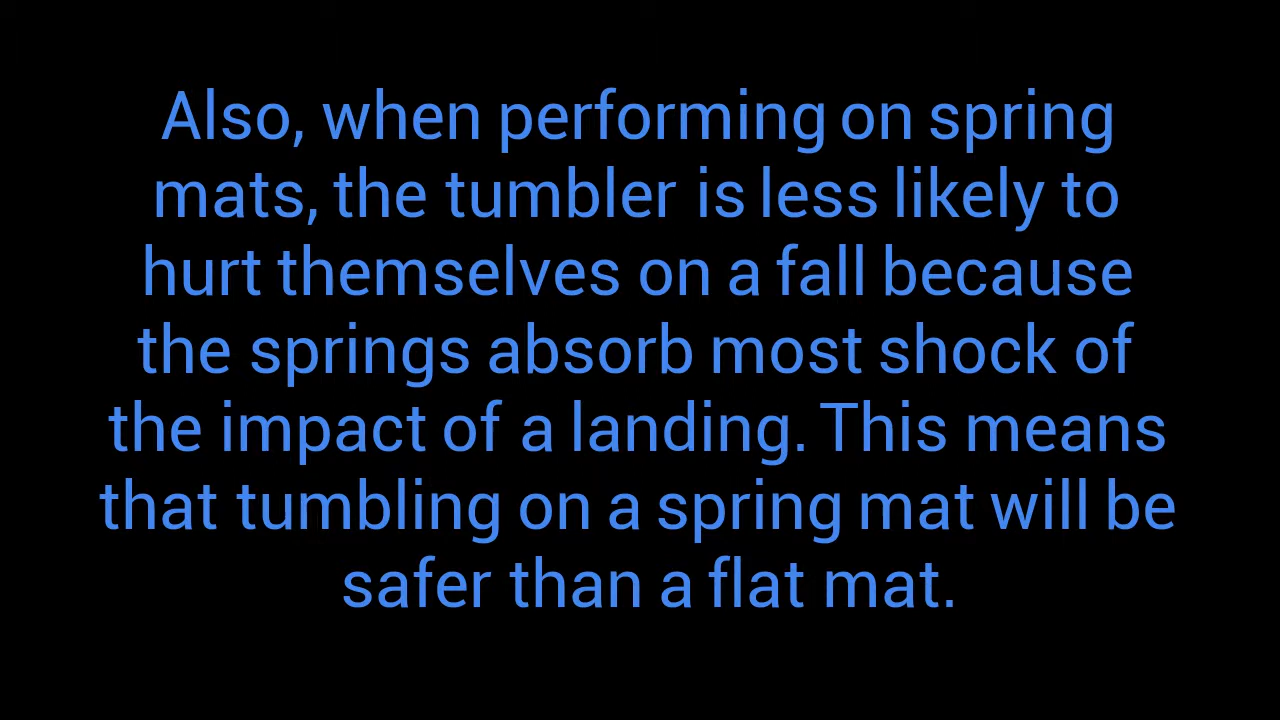 Also, when performing on spring
mats, the tumbler is less likely to
hurt themselves on a fall because
the springs absorb most shock of
the impact of a landing. This means
that tumbling on a spring mat will be
safer than a flat mat.